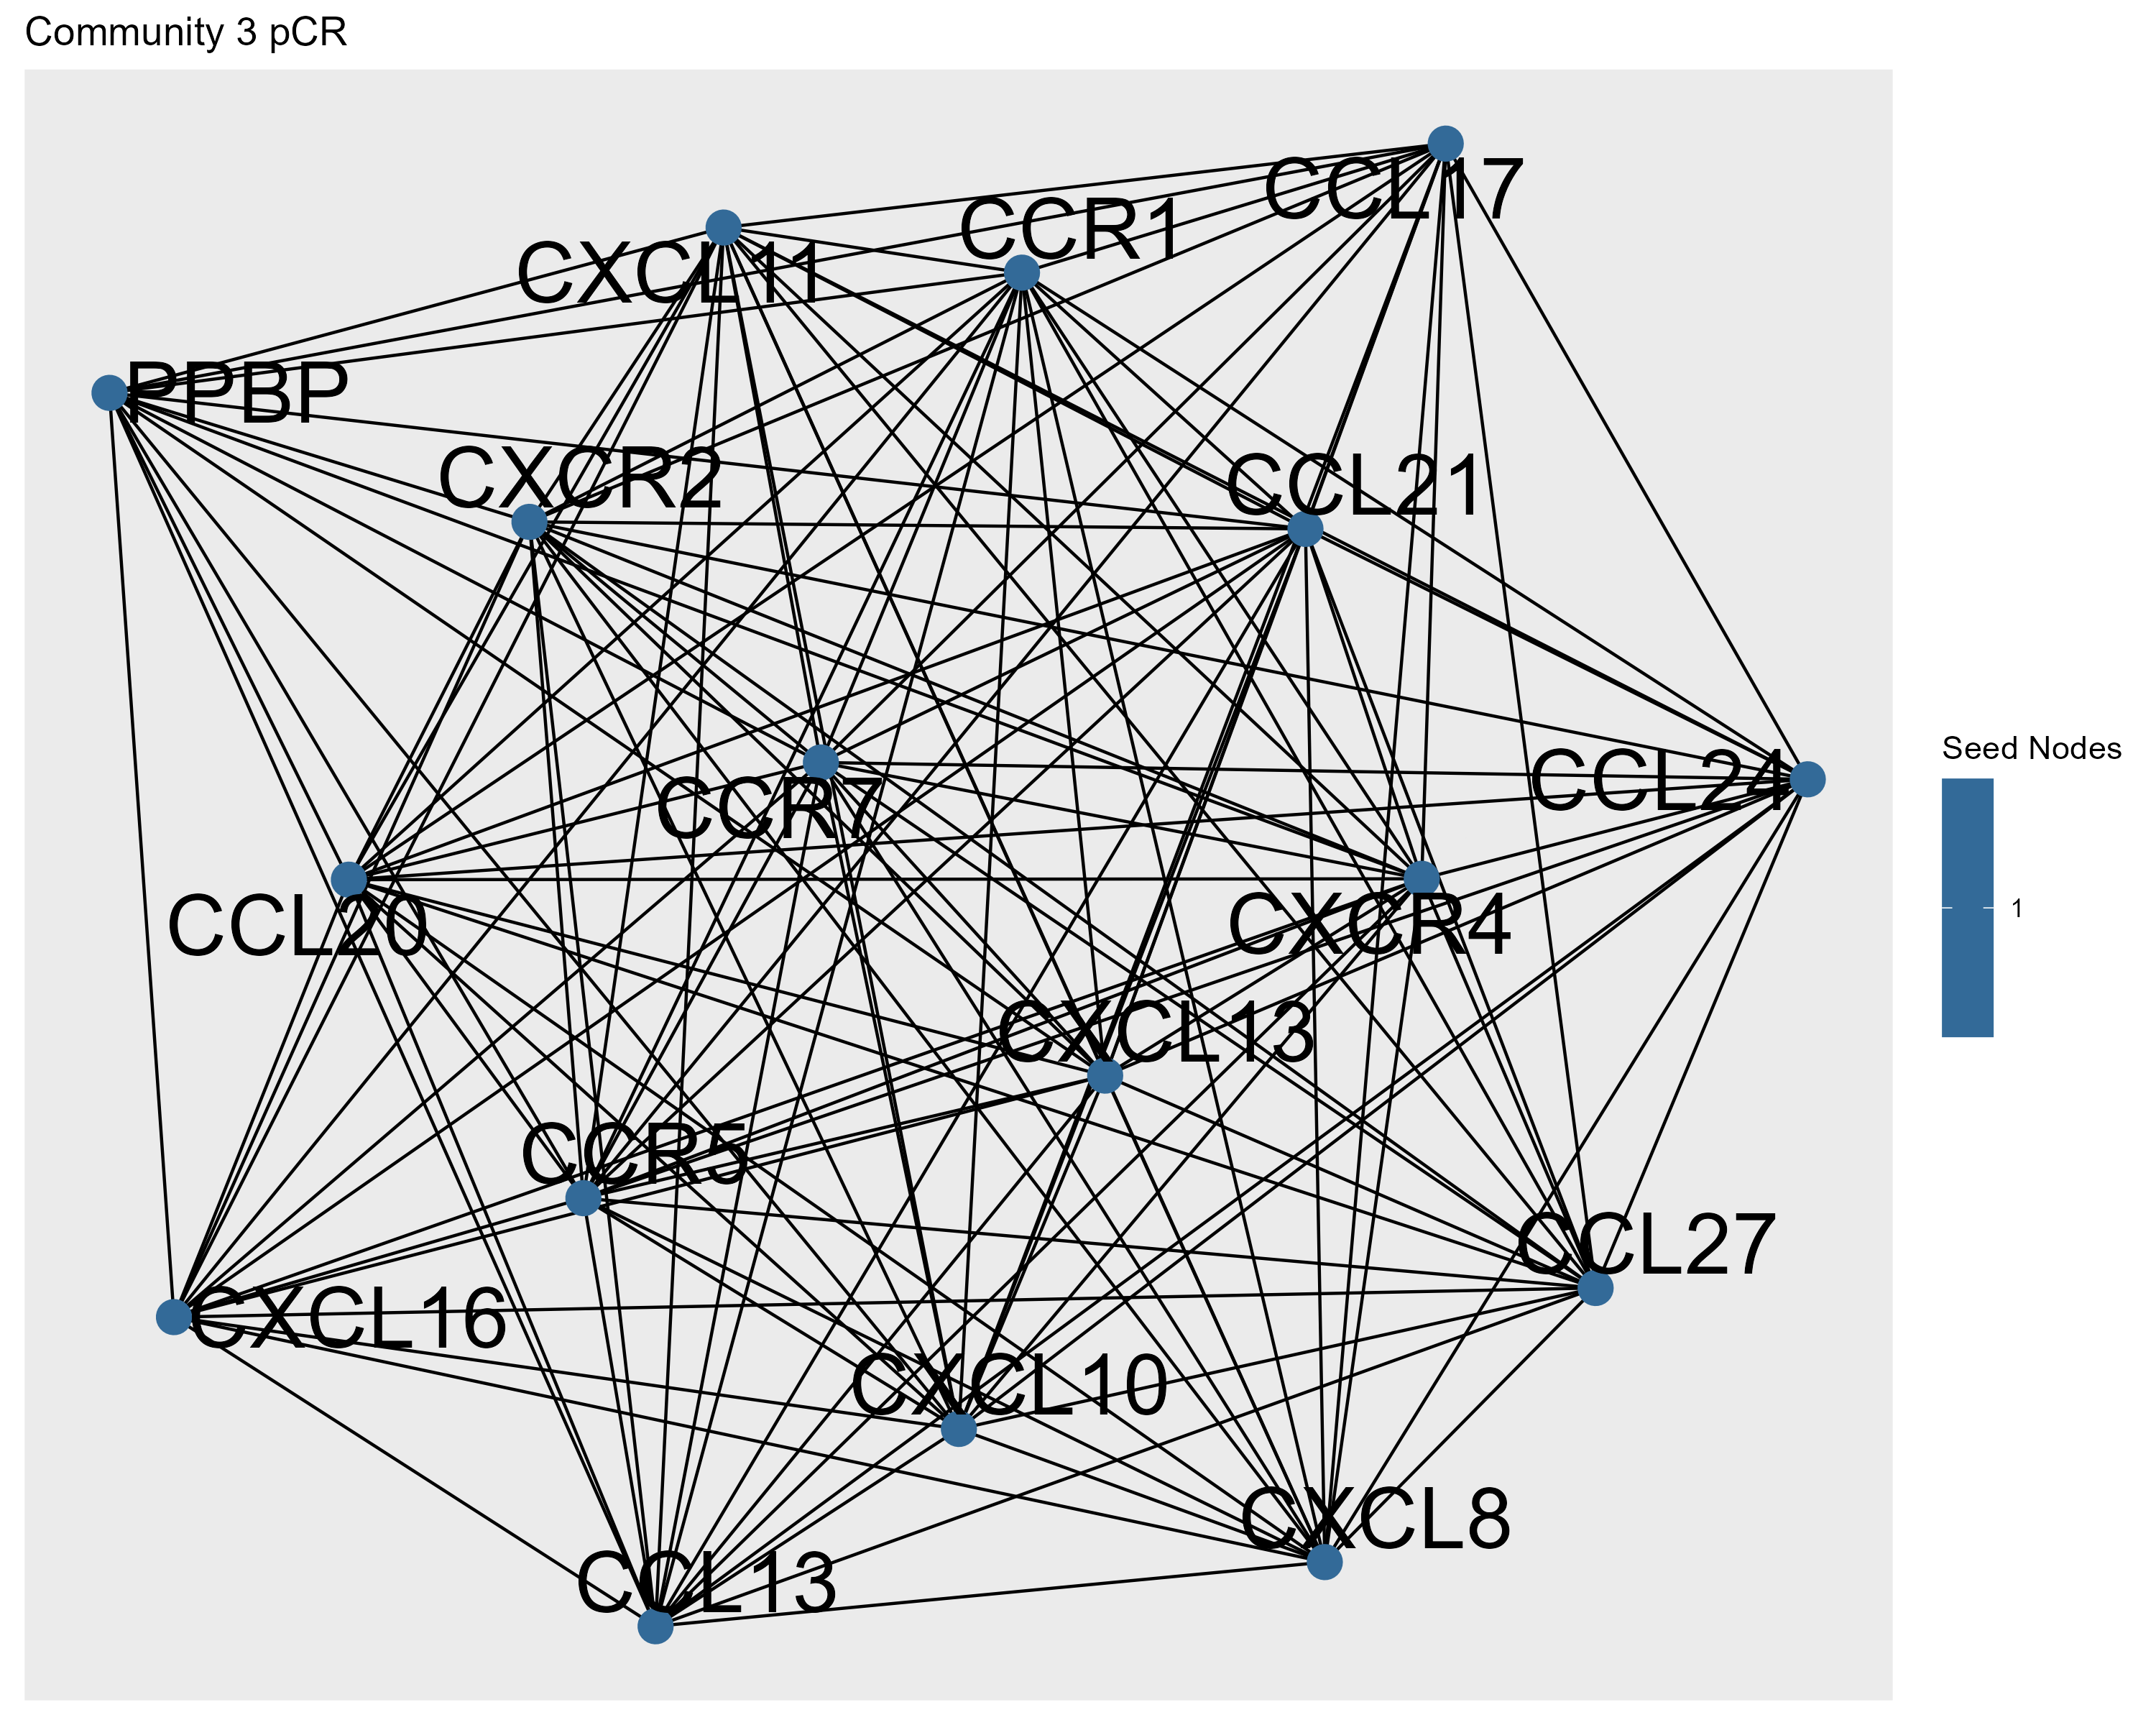 Community 3 pCR
CCL17
CCR1
CXCL11
PPBP
CXCR2
CCL21
CCR7
CCL24
Seed Nodes
1
CCL20
CXCR4
CXCL13
CCR5
CCL27
CXCL16
CXCL10
CXCL8
CCL13